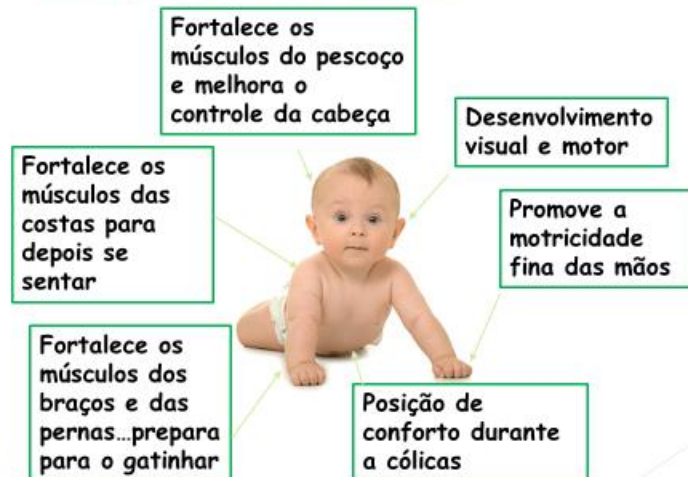 Fortalece os
músculos do pescoço
e melhora o
controle da cabeça
Desenvolvimento
visual e motor
Fortalece os
músculos das
costas para
depois se
sentar
Promove a
motricidade
fina das mãos
Fortalece os
músculos dos
braços e das
pernas...prepara
para o gatinhar
Posição de
conforto durante
a cólicas